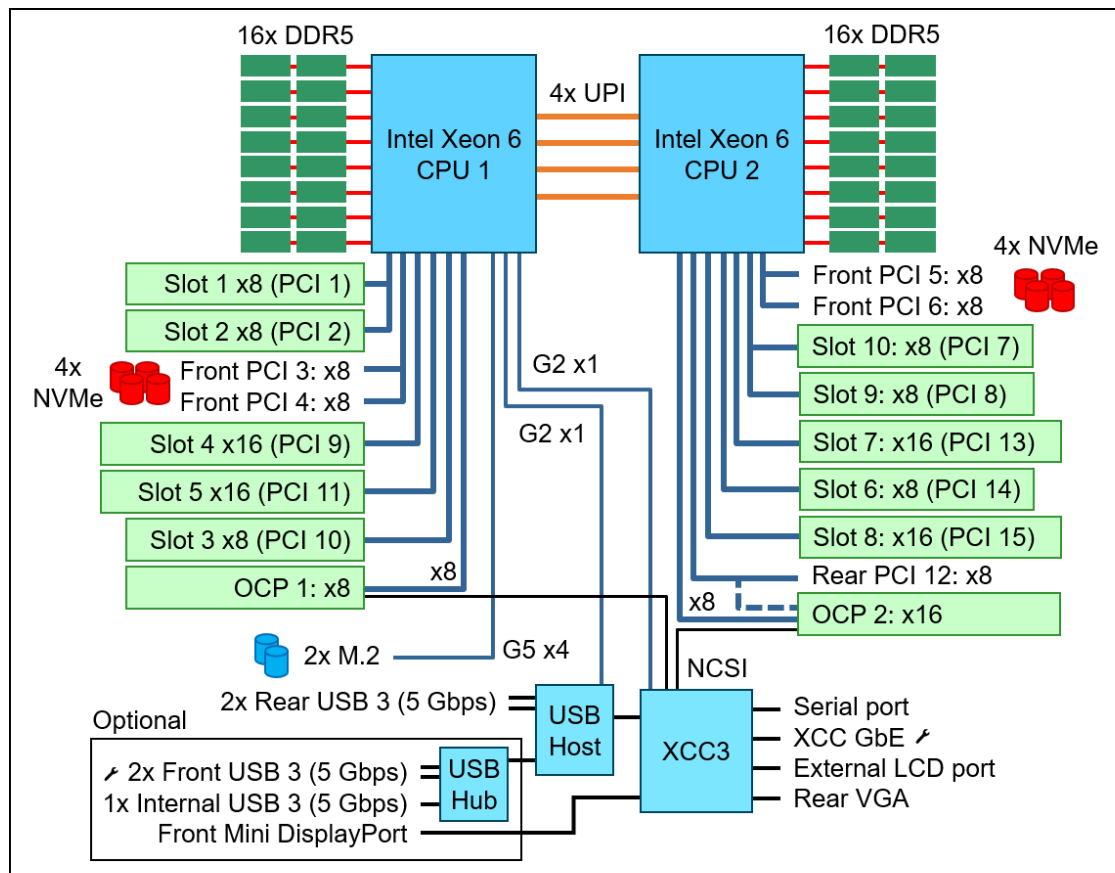 16x DDR5
16x DDR5
4x UPI
Intel Xeon 6
CPU 1
Intel Xeon 6
CPU 2
Slot 1 x8 (PCI 1)
Slot 2 x8 (PCI 2)
4x
NVMe
Front PCI 3: x8
Front PCI 4: x8
Slot 4 x16 (PCI 9)
Slot 5 x16 (PCI 11)
Slot 3 x8 (PCI 10)
OCP 1: x8
x8
G2 x1
G2 x1
4x NVMe
Front PCI 5: x8
Front PCI 6: x8
Slot 10: x8 (PCI 7)
Slot 9: x8 (PCI 8)
Slot 7: x16 (PCI 13)
Slot 6: x8 (PCI 14)
Slot 8: x16 (PCI 15)
Rear PCI 12: x8
OCP 2: x16
x8
2x M.2
G5 x4
NCSI
2x Rear USB 3 (5 Gbps)
USB
Host
XCC3
Serial port
XCC GbE
External LCD port
Rear VGA
Optional
2x Front USB 3 (5 Gbps)
1x Internal USB 3 (5 Gbps)
USB
Hub
Front Mini DisplayPort